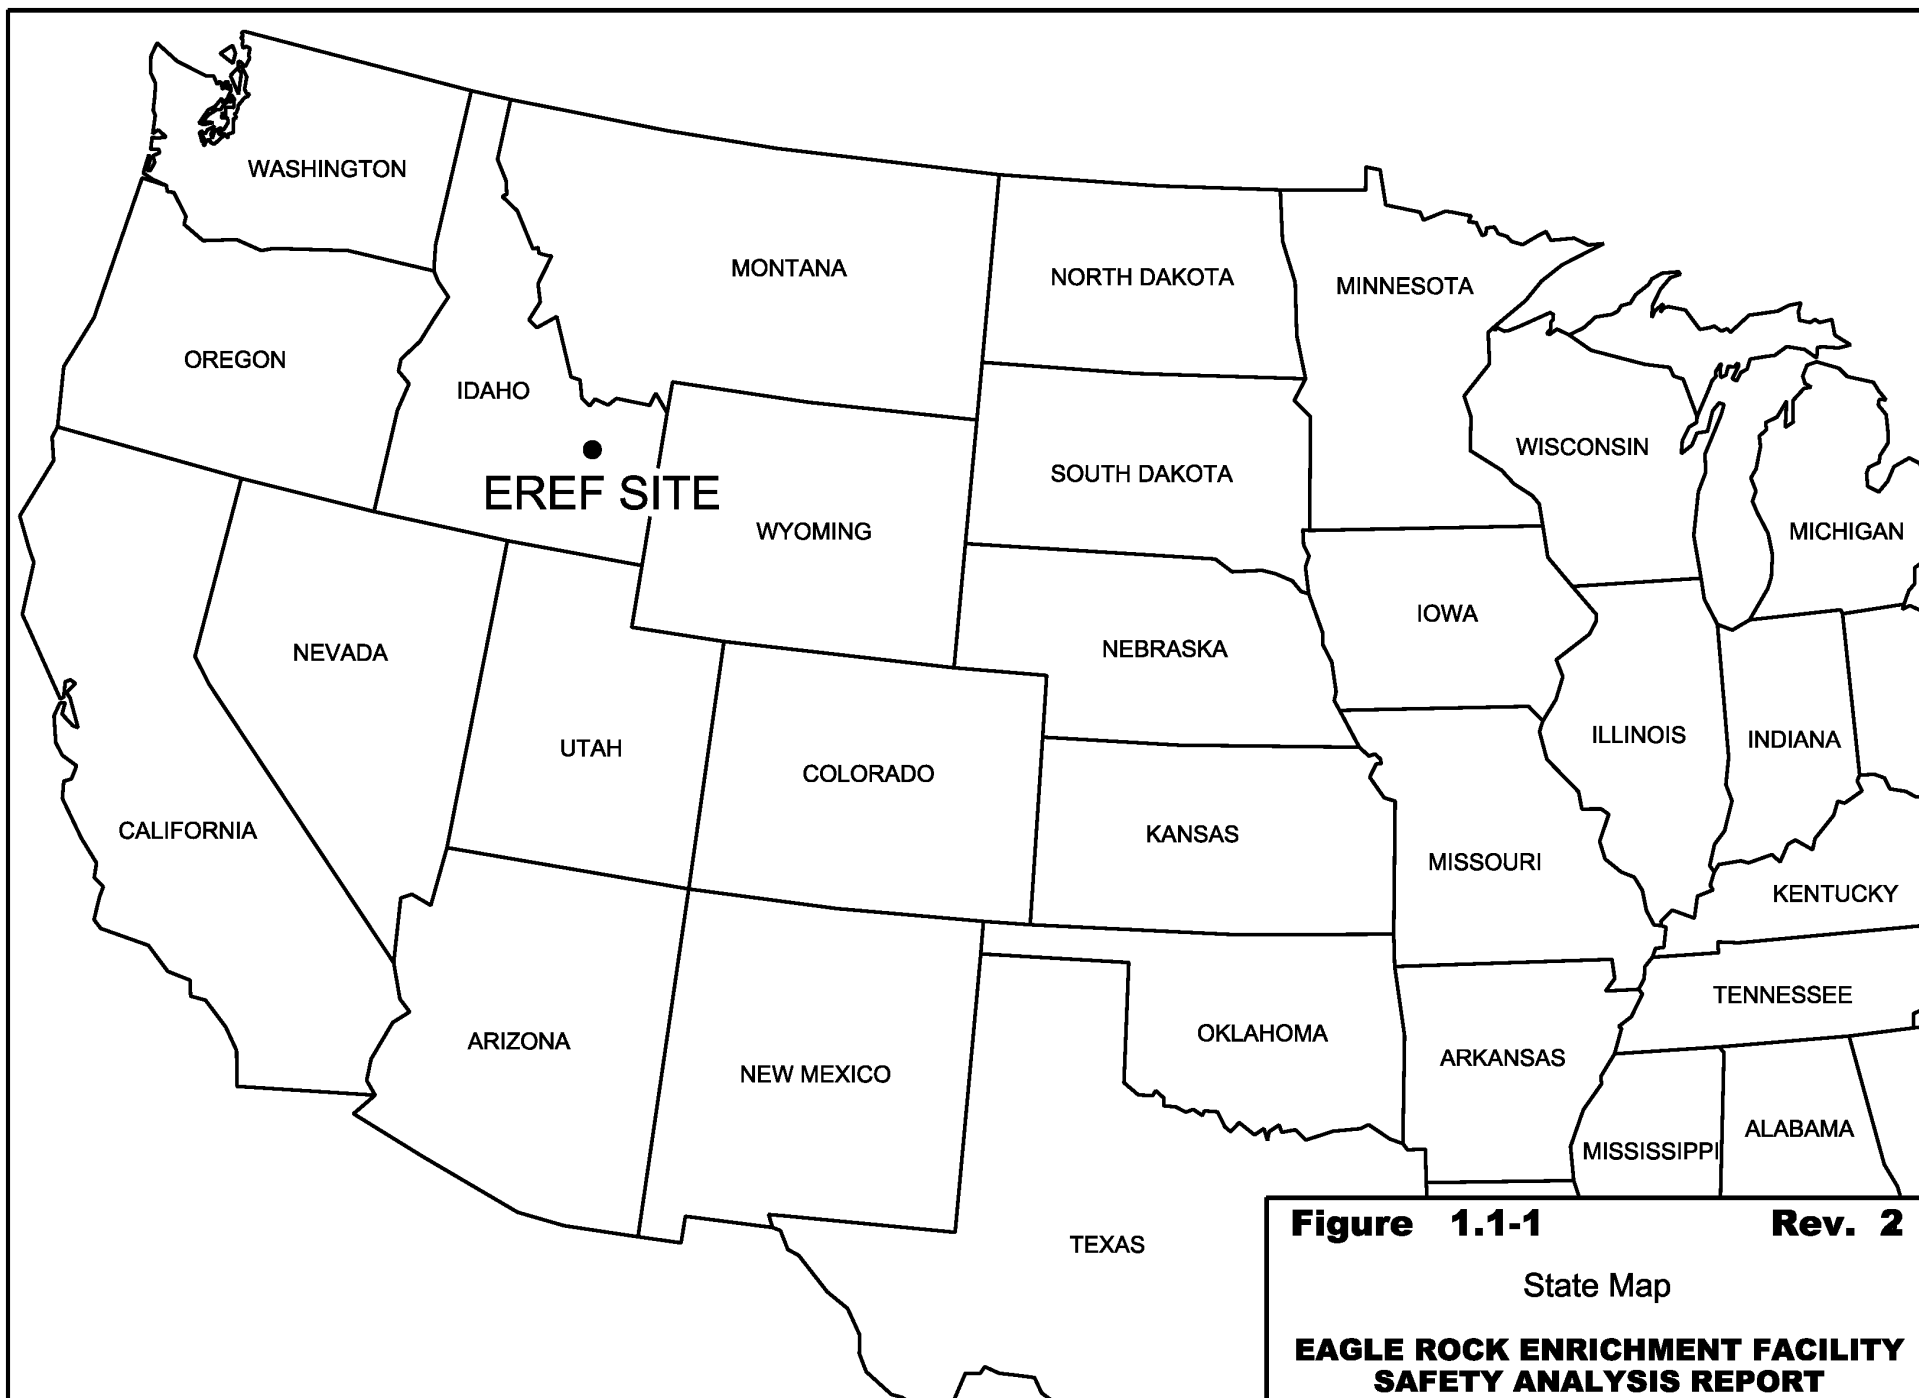 WASHINGTON
MONTANA
NORTH DAKOTA
MINNESOTA
OREGON
IDAHO
WISCONSIN
SOUTH DAKOTA
EREF SITE
WYOMING
MICHIGAN
IOWA
NEVADA
NEBRASKA
UTAH
ILLINOIS
INDIANA
COLORADO
CALIFORNIA
KANSAS
MISSOURI
KENTUCKY
TENNESSEE
ARIZONA
OKLAHOMA
ARKANSAS
NEW MEXICO
ALABAMA
MISSISSIPPI
TEXAS
Figure 1.1-1 Rev. 2
State Map
EAGLE ROCK ENRICHMENT FACILITY
SAFETY ANALYSIS REPORT